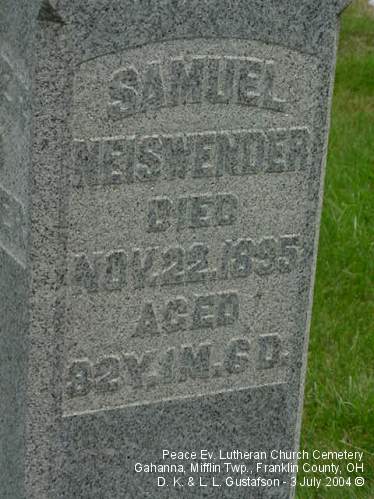 SAMUEL
NEISWENDER
DIED
NOV. 22. 1895
AGED
82Y. 1M. 6D.
Peace Ev. Lutheran Church Cemetery
Gahanna, Mifflin Twp., Franklin County, OH
D. K. & L. L. Gustafson - 3 July 2004 ©